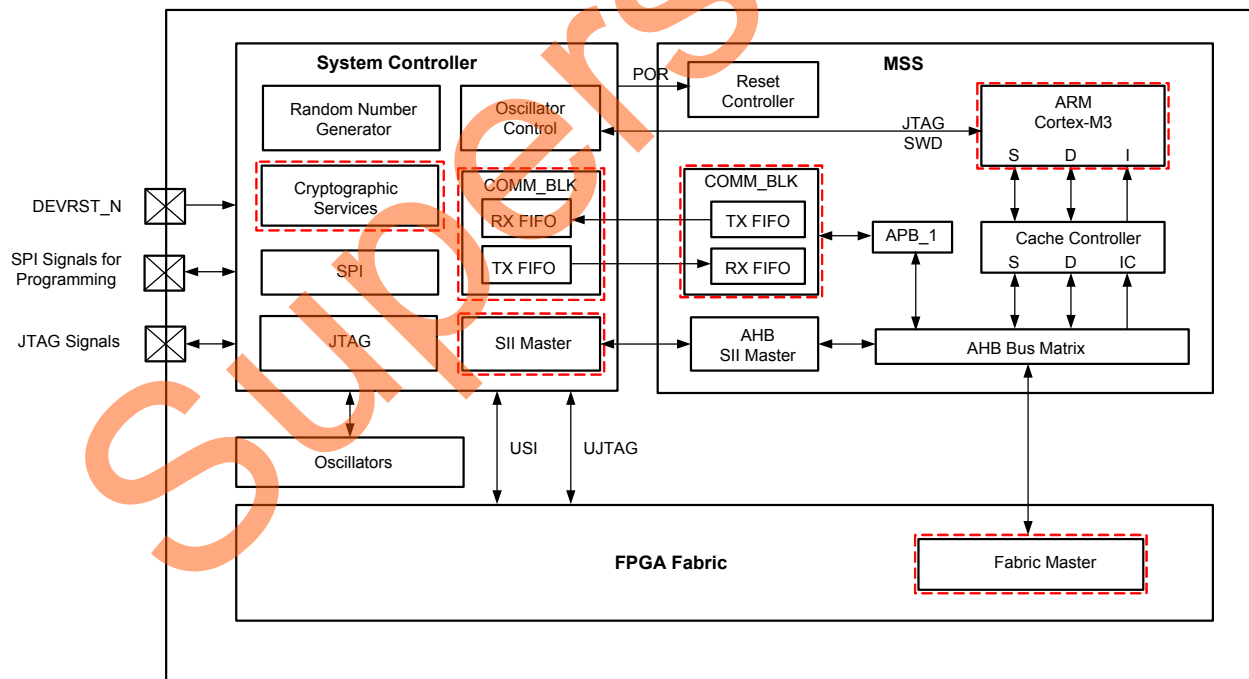 System Controller
MSS
POR
Reset
Controller
ARM
Cortex-M3
S D I
Random Number
Generator
Oscillator
Control
JTAG
SWD
Cryptographic
Services
COMM_BLK
RX FIFO
TX FIFO
COMM_BLK
TX FIFO
RX FIFO
APB_1
Cache Controller
S D IC
DEVRST_N
SPI Signals for
Programming
SPI
JTAG Signals
JTAG
SII Master
AHB
SII Master
AHB Bus Matrix
Oscillators
USI
UJTAG
FPGA Fabric
Fabric Master